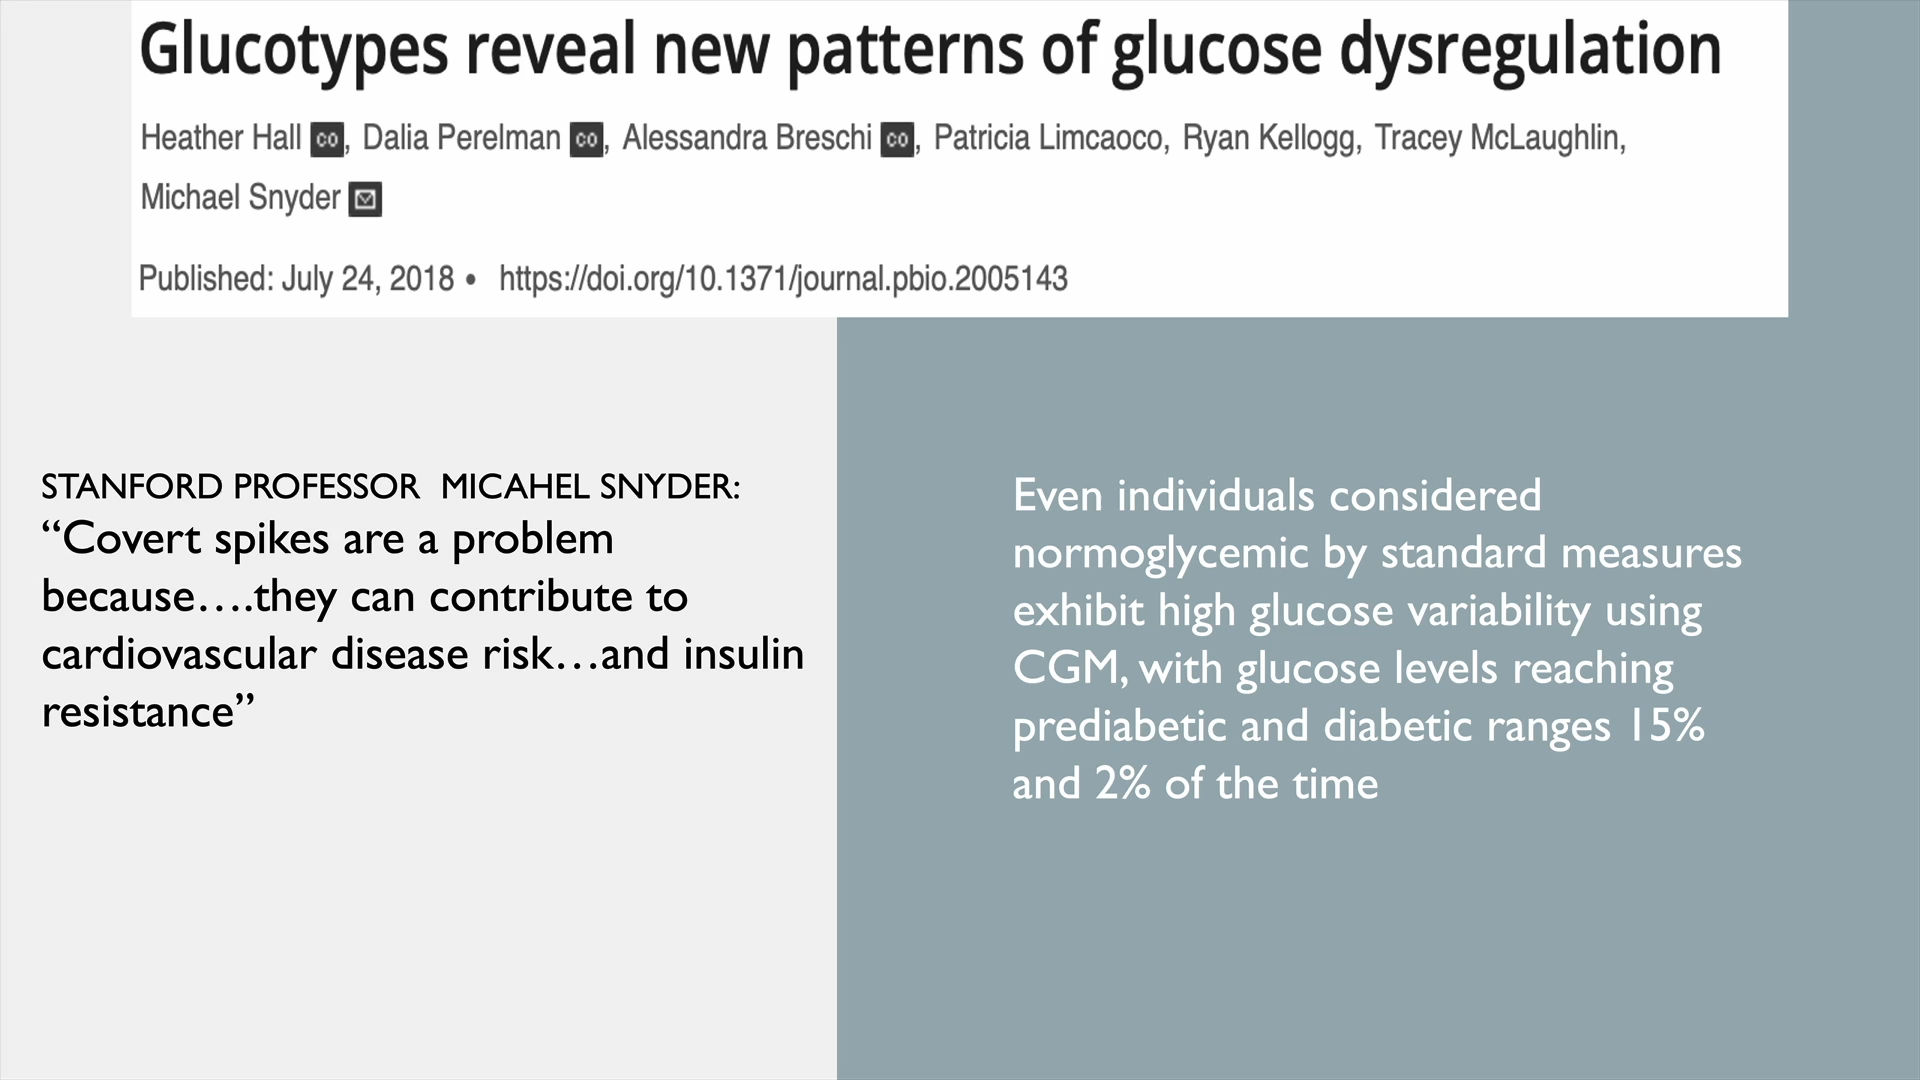 Glucotypes reveal new patterns of glucose dysregulation
Heather Hall co, Dalia Perelman co, Alessandra Breschi co, Patricia Limcaoco, Ryan Kellogg, Tracey McLaughlin,
Michael Snyder
Published: July 24, 2018 • https://doi.org/10.1371/journal.pbio.2005143
STANFORD PROFESSOR MICAHEL SNYDER:
“Covert spikes are a problem
because….they can contribute to
cardiovascular disease risk…and insulin
resistance”
Even individuals considered
normoglycemic by standard measures
exhibit high glucose variability using
CGM, with glucose levels reaching
prediabetic and diabetic ranges 15%
and 2% of the time